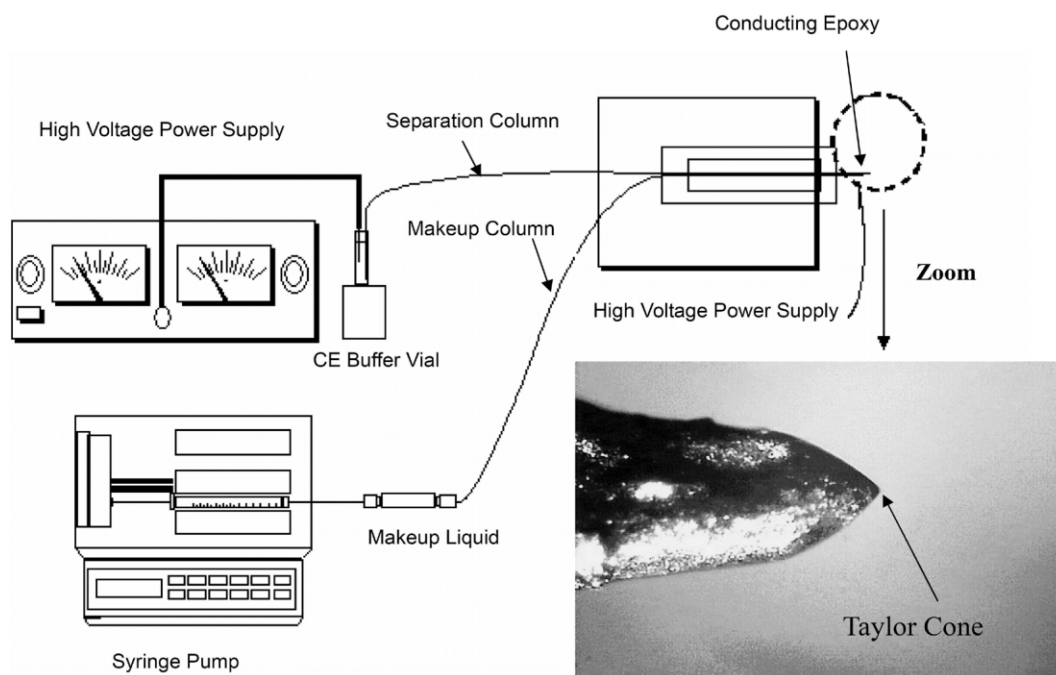 Conducting Epoxy
High Voltage Power Supply
Separation Column
Makeup Column
Zoom
High Voltage Power Supply
CE Buffer Vial
Makeup Liquid
Taylor Cone
Syringe Pump